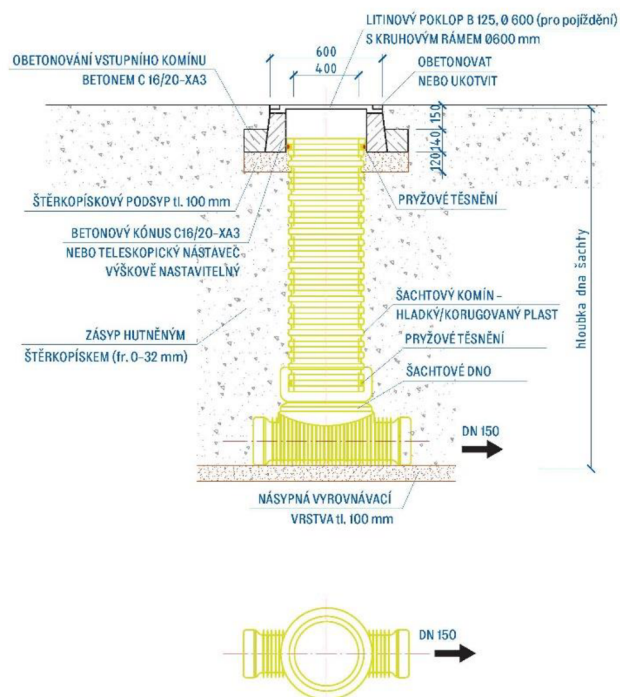 LITINOVÝ POKLOP B 125, Ø 600 (pro pojíždění)
S KRUHOVÝM RÁMEM Ø600 mm
600
400
OBETONOVÁNÍ VSTUPNÍHO KOMÍNU
BETONEM C 16/20-XA3
OBETONOVAT
NEBO UKOTVIT
150
140
120
ŠTĚRKOPÍSKOVÝ PODSYP tl. 100 mm
PRYŽOVÉ TĚSNĚNÍ
BETONOVÝ KÓNUS C16/20-XA3
NEBO TELESKOPICKÝ NÁSTAVEC
VÝŠKOVĚ NASTAVITELNÝ
hloubka dna šachty
ŠACHTOVÝ KOMÍN –
HLADKÝ/KORUGOVANÝ PLAST
ZÁSYP HUTNĚNÝM
ŠTĚRKOPÍSKEM (fr. 0–32 mm)
PRYŽOVÉ TĚSNĚNÍ
ŠACHTOVÉ DNO
DN 150
NÁSYPNÁ VYROVNÁVACÍ
VRSTVA tl. 100 mm
DN 150